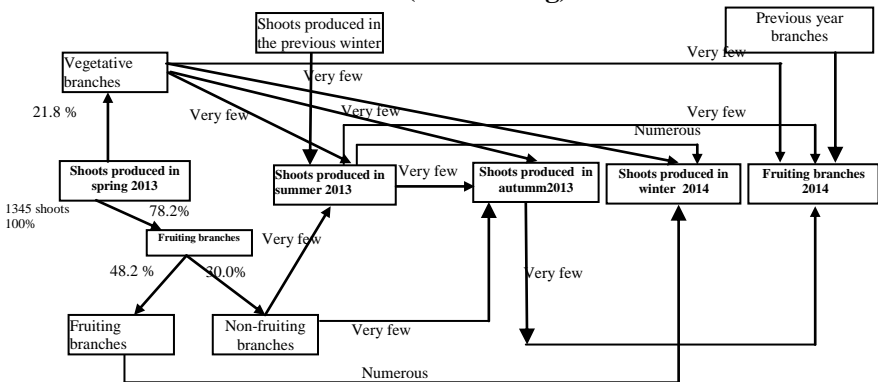 Shoots produced in
the previous winter
Previous year
branches
Vegetative
branches
Very few
Very few
21.8 %
Very few
Very few
Very few
Numerous
Shoots produced in
spring 2013
Shoots produced in
summer 2013
Very few
Shoots produced in
autumm2013
Shoots produced in
winter 2014
Fruiting branches
2014
1345 shoots
100%
78.2%
Fruiting branches
Very few
48.2 %
30.0%
Very few
Fruiting
branches
Non-fruiting
branches
Very few
Numerous